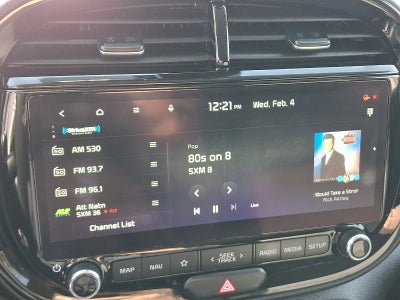 12:21 PM Wed, Feb. 4
SiriusXM
AM 530
FM 93.7
FM 96.1
Alt Natn
SXM 36
Channel List
Pop
80s on 8
SXM 8
Live
Would Take a Stron
Rick Astley
MAP
NAV
SEEK
TRACK
RADIO
MEDIA
SETUP